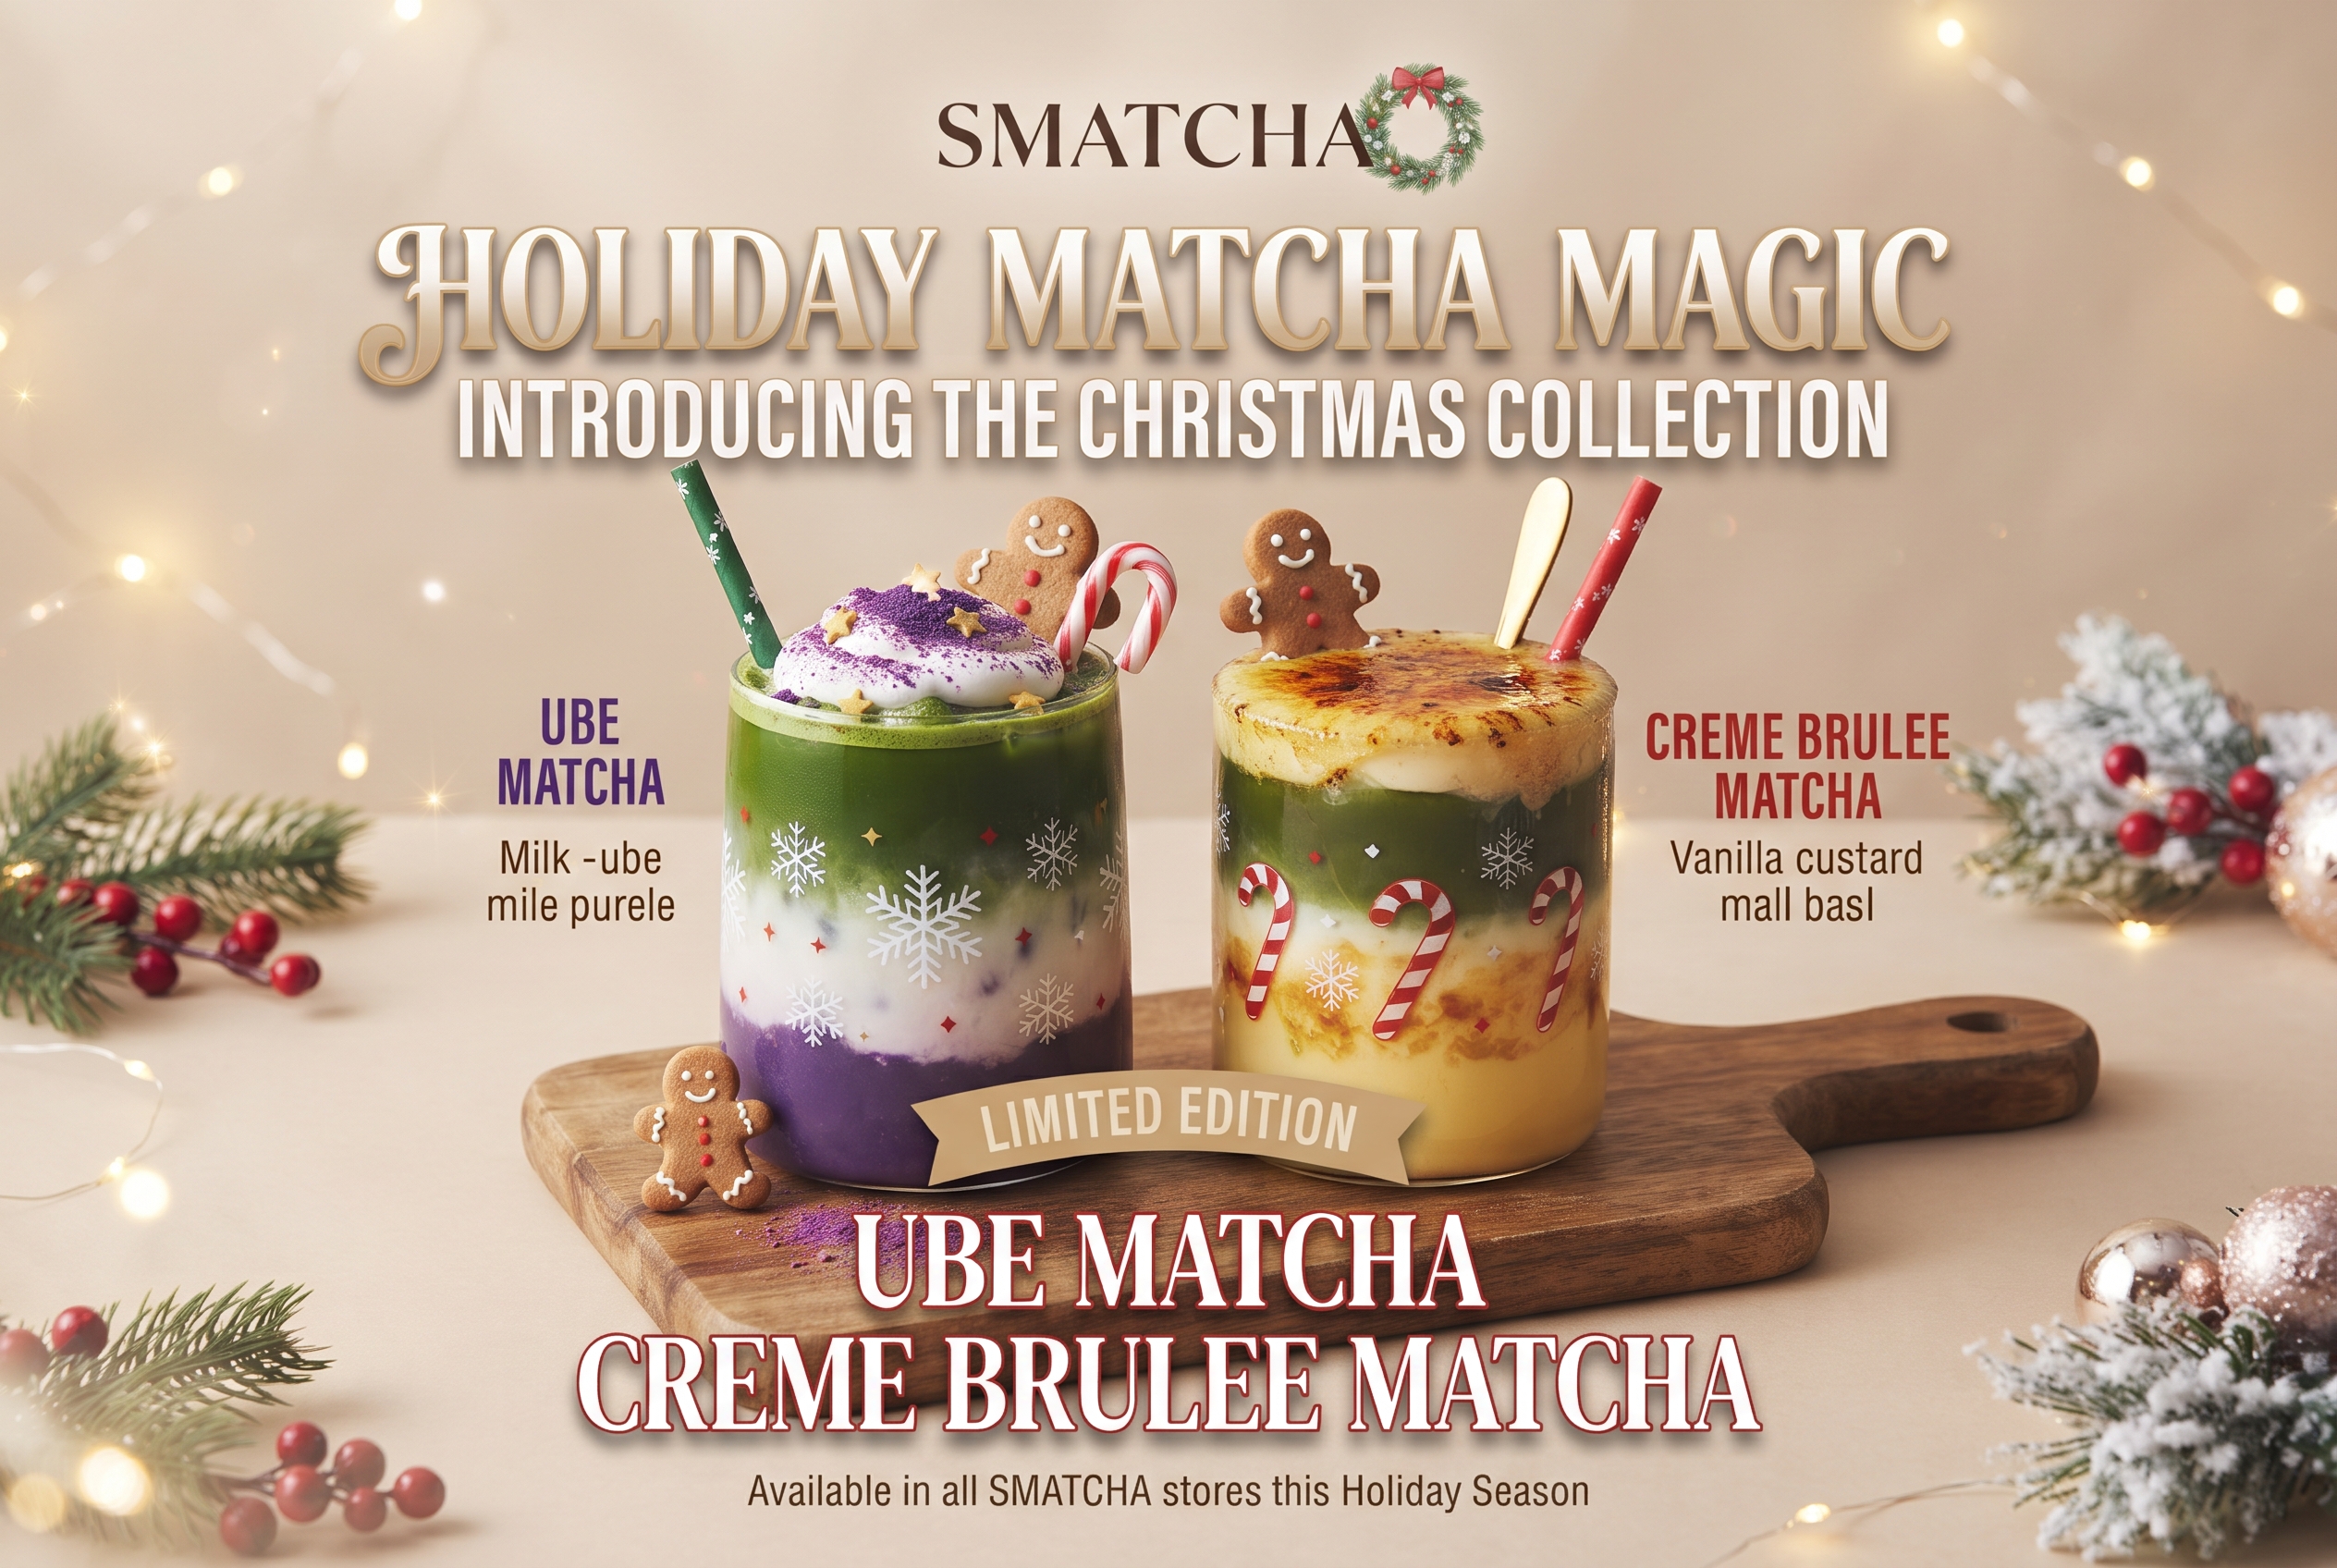 SMATCHA
HOLIDAY MATCHA MAGIC
INTRODUCING THE CHRISTMAS COLLECTION
UBE
MATCHA
Milk -ube
mile purele
CREME BRULEE
MATCHA
Vanilla custard
mall basl
LIMITED EDITION
UBE MATCHA
CREME BRULEE MATCHA
Available in all SMATCHA stores this Holiday Season